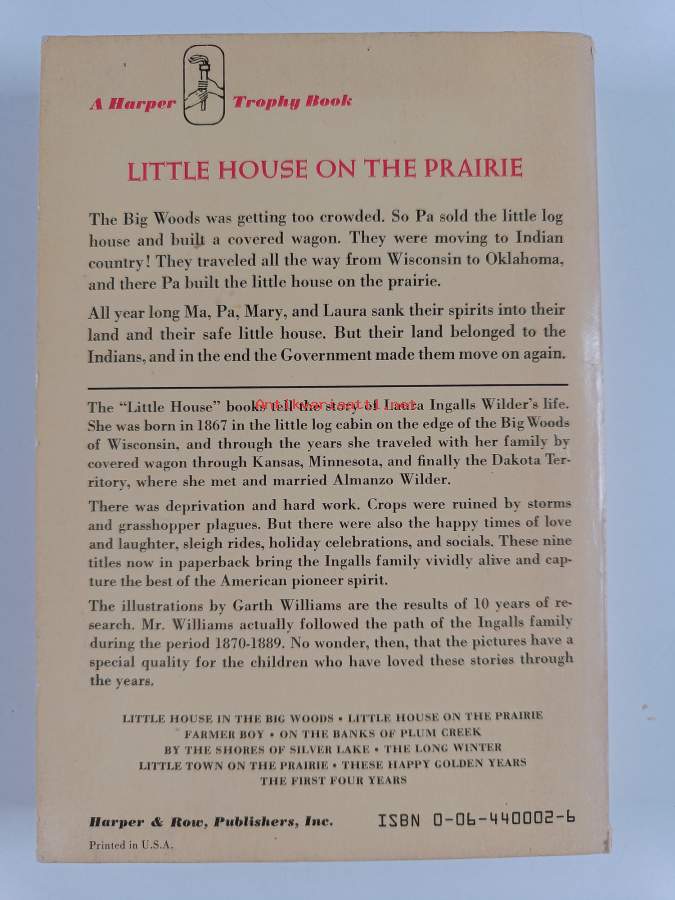 A Harper Trophy Book
LITTLE HOUSE ON THE PRAIRIE
The Big Woods was getting too crowded. So Pa sold the little log
house and built a covered wagon. They were moving to Indian
country! They traveled all the way from Wisconsin to Oklahoma,
and there Pa built the little house on the prairie.
All year long Ma, Pa, Mary, and Laura sank their spirits into their
land and their safe little house. But their land belonged to the
Indians, and in the end the Government made them move on again.
The “Little House” books tell the story of Laura Ingalls Wilder’s life.
Antikvariaatti.net
She was born in 1867 in the little log cabin on the edge of the Big Woods
of Wisconsin, and through the years she traveled with her family by
covered wagon through Kansas, Minnesota, and finally the Dakota Ter-
ritory, where she met and married Almanzo Wilder.
There was deprivation and hard work. Crops were ruined by storms
and grasshopper plagues. But there were also the happy times of love
and laughter, sleigh rides, holiday celebrations, and socials. These nine
titles now in paperback bring the Ingalls family vividly alive and cap-
ture the best of the American pioneer spirit.
The illustrations by Garth Williams are the results of 10 years of re-
search. Mr. Williams actually followed the path of the Ingalls family
during the period 1870-1889. No wonder, then, that the pictures have a
special quality for the children who have loved these stories through
the years.
LITTLE HOUSE IN THE BIG WOODS • LITTLE HOUSE ON THE PRAIRIE
FARMER BOY • ON THE BANKS OF PLUM CREEK
BY THE SHORES OF SILVER LAKE • THE LONG WINTER
LITTLE TOWN ON THE PRAIRIE • THESE HAPPY GOLDEN YEARS
THE FIRST FOUR YEARS
Harper & Row, Publishers, Inc. ISBN 0-06-440002-6
Printed in U.S.A.